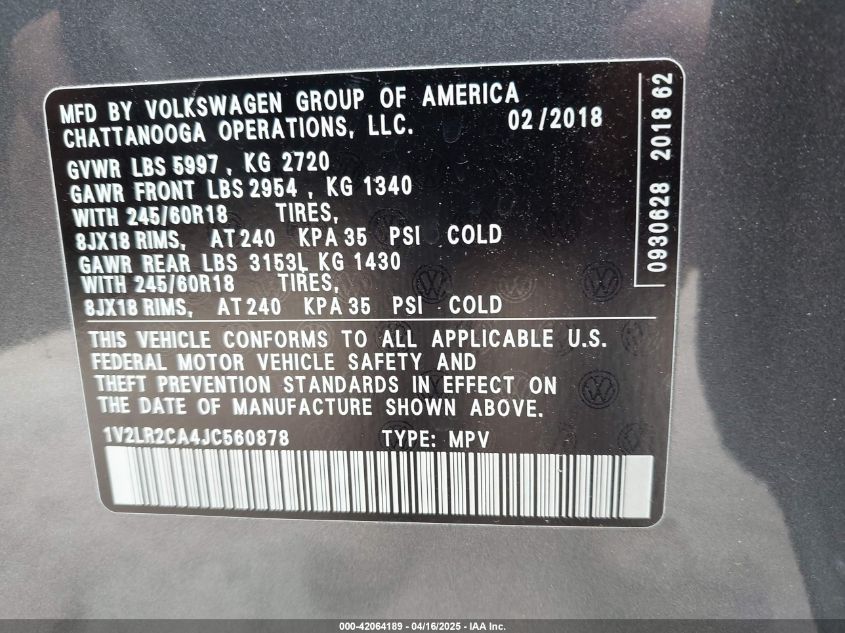 MFD BY VOLKSWAGEN GROUP OF AMERICA
CHATTANOOGA OPERATIONS, LLC. 02/2018
GVWR LBS 5997, KG 2720
GAWR FRONT LBS 2954, KG 1340
WITH 245/60R18 TIRES,
8JX18 RIMS, AT 240 KPA 35 PSI COLD
GAWR REAR LBS 3153L KG 1430
WITH 245/60R18 TIRES,
8JX18 RIMS, AT 240 KPA 35 PSI COLD
THIS VEHICLE CONFORMS TO ALL APPLICABLE U.S.
FEDERAL MOTOR VEHICLE SAFETY AND
THEFT PREVENTION STANDARDS IN EFFECT ON
THE DATE OF MANUFACTURE SHOWN ABOVE.
1V2LR2CA4JC560878 TYPE: MPV
0930628 2018 62
000-42064189 - 04/16/2025 - IAA Inc.